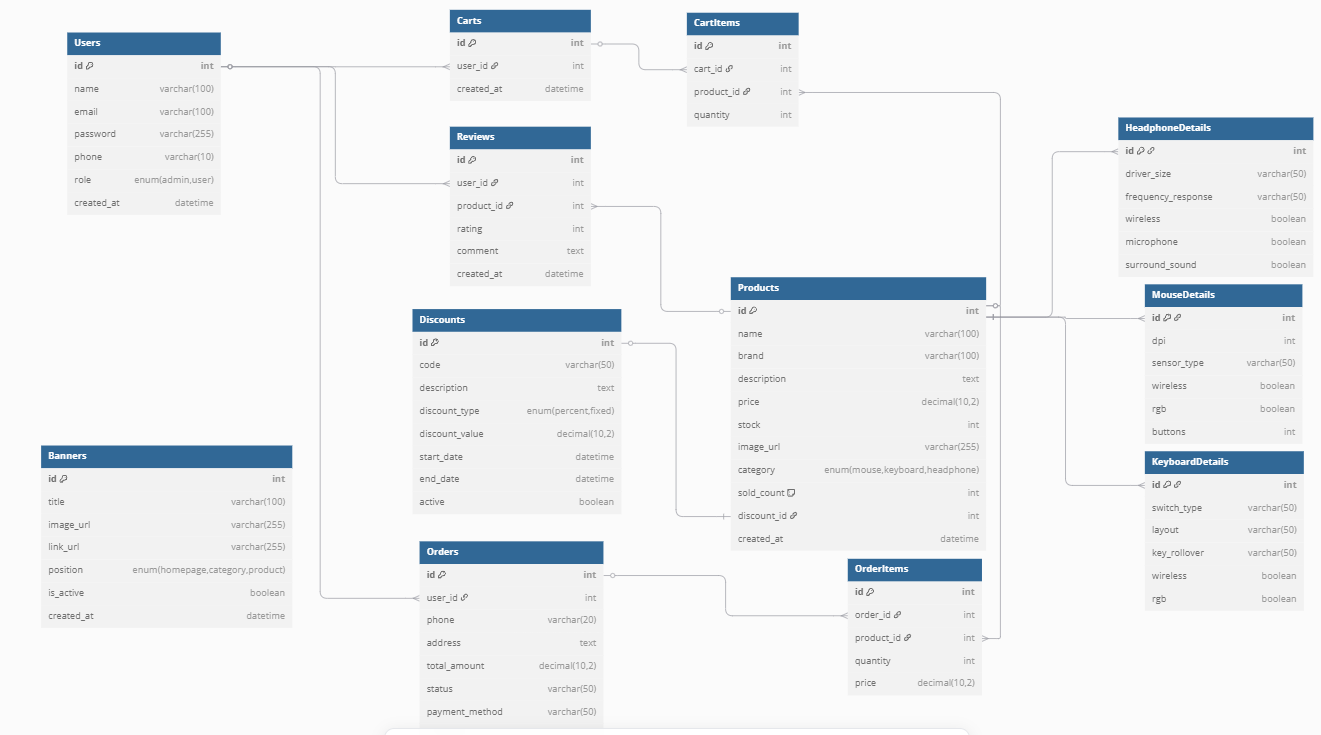 Users
id int
name varchar(100)
email varchar(100)
password varchar(255)
phone varchar(10)
role enum(admin,user)
created_at datetime
Carts
id int
user_id int
created_at datetime
CartItems
id int
cart_id int
product_id int
quantity int
Reviews
id int
user_id int
product_id int
rating int
comment text
created_at datetime
HeadphoneDetails
id int
driver_size varchar(50)
frequency_response varchar(50)
wireless boolean
microphone boolean
surround_sound boolean
Products
id int
name varchar(100)
brand varchar(100)
description text
price decimal(10,2)
stock int
image_url varchar(255)
category enum(mouse,keyboard,headphone)
sold_count int
discount_id int
created_at datetime
MouseDetails
id int
dpi int
sensor_type varchar(50)
wireless boolean
rgb boolean
buttons int
Discounts
id int
code varchar(50)
description text
discount_type enum(percent,fixed)
discount_value decimal(10,2)
start_date datetime
end_date datetime
active boolean
KeyboardDetails
id int
switch_type varchar(50)
layout varchar(50)
key_rollover varchar(50)
wireless boolean
rgb boolean
Banners
id int
title varchar(100)
image_url varchar(255)
link_url varchar(255)
position enum(homepage,category,product)
is_active boolean
created_at datetime
Orders
id int
user_id int
phone varchar(20)
address text
total_amount decimal(10,2)
status varchar(50)
payment_method varchar(50)
OrderItems
id int
order_id int
product_id int
quantity int
price decimal(10,2)